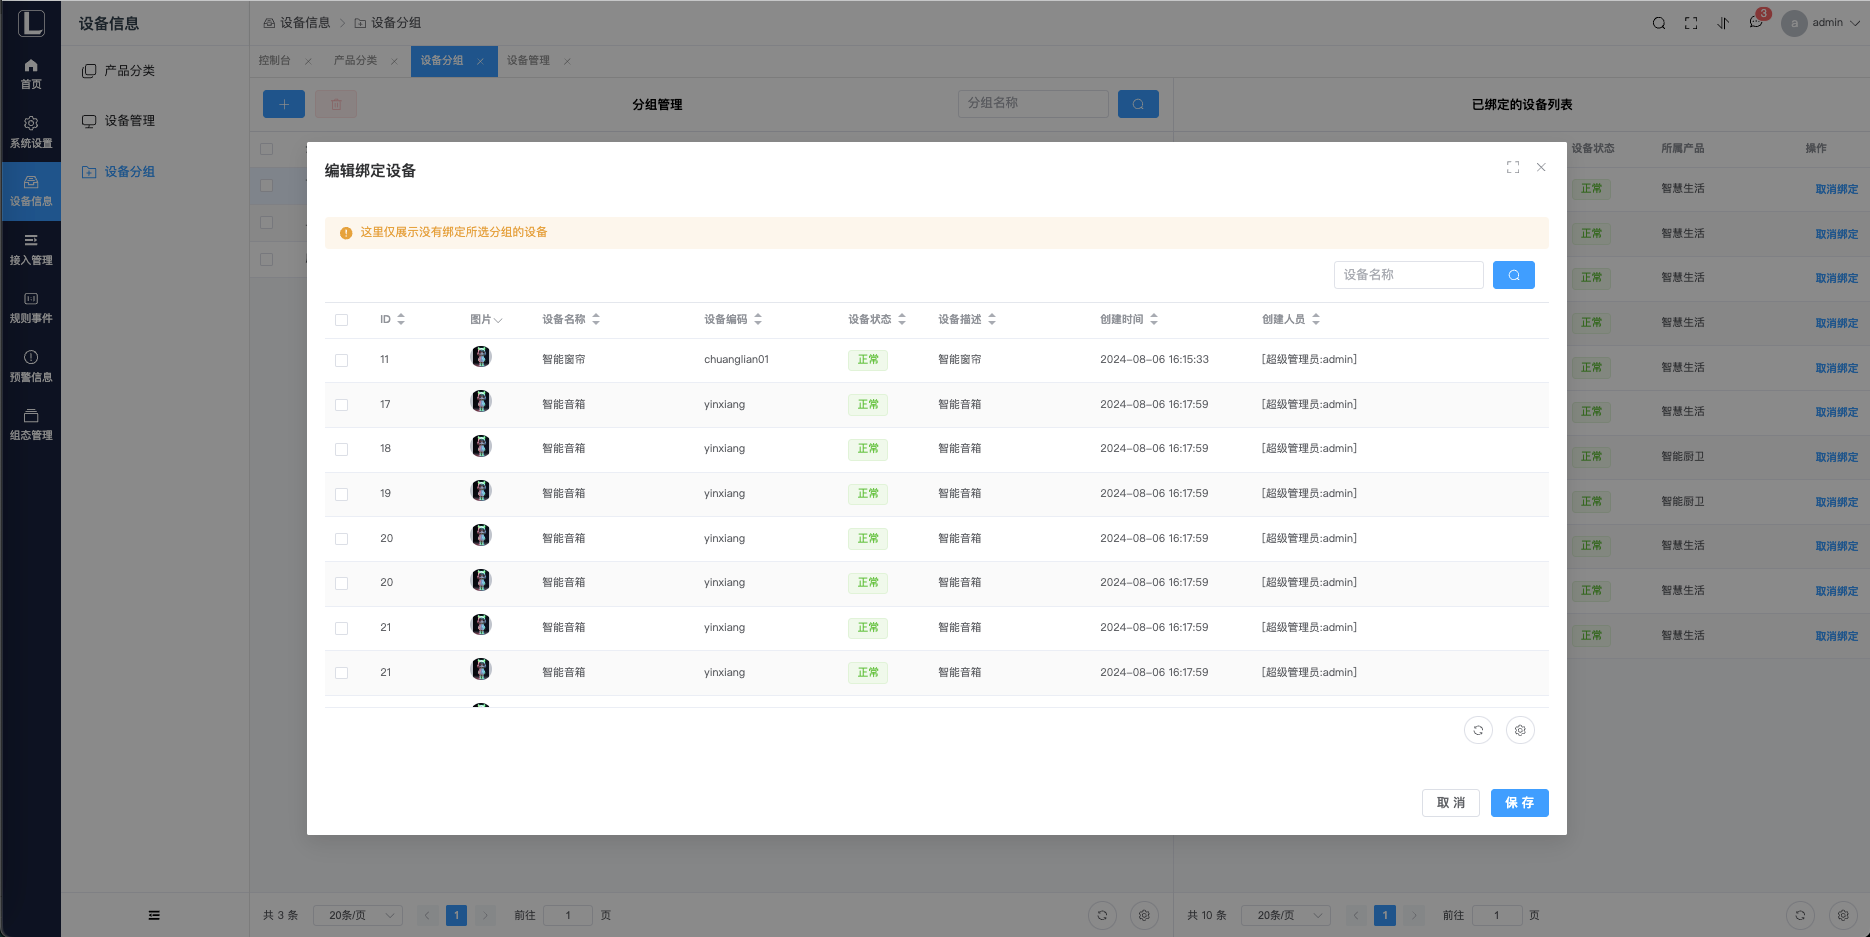 设备信息
设备信息 > 设备分组
3
a admin
首页
系统设置
设备信息
接入管理
规则事件
预警信息
组态管理
产品分类
设备管理
设备分组
控制台 × 产品分类 × 设备分组 × 设备管理 ×
分组管理
分组名称
已绑定的设备列表
设备状态 所属产品 操作
正常 智慧生活 取消绑定
正常 智慧生活 取消绑定
正常 智慧生活 取消绑定
正常 智慧生活 取消绑定
正常 智慧生活 取消绑定
正常 智慧生活 取消绑定
正常 智能厨卫 取消绑定
正常 智能厨卫 取消绑定
正常 智慧生活 取消绑定
正常 智慧生活 取消绑定
正常 智慧生活 取消绑定
编辑绑定设备
这里仅展示没有绑定所选分组的设备
设备名称
ID 图片 设备名称 设备编码 设备状态 设备描述 创建时间 创建人员
11 智能窗帘 chuanglian01 正常 智能窗帘 2024-08-06 16:15:33 [超级管理员:admin]
17 智能音箱 yinxiang 正常 智能音箱 2024-08-06 16:17:59 [超级管理员:admin]
18 智能音箱 yinxiang 正常 智能音箱 2024-08-06 16:17:59 [超级管理员:admin]
19 智能音箱 yinxiang 正常 智能音箱 2024-08-06 16:17:59 [超级管理员:admin]
20 智能音箱 yinxiang 正常 智能音箱 2024-08-06 16:17:59 [超级管理员:admin]
20 智能音箱 yinxiang 正常 智能音箱 2024-08-06 16:17:59 [超级管理员:admin]
21 智能音箱 yinxiang 正常 智能音箱 2024-08-06 16:17:59 [超级管理员:admin]
21 智能音箱 yinxiang 正常 智能音箱 2024-08-06 16:17:59 [超级管理员:admin]
取消 保存
共 3 条 20条/页 1 前往 1 页
共 10 条 20条/页 1 前往 1 页